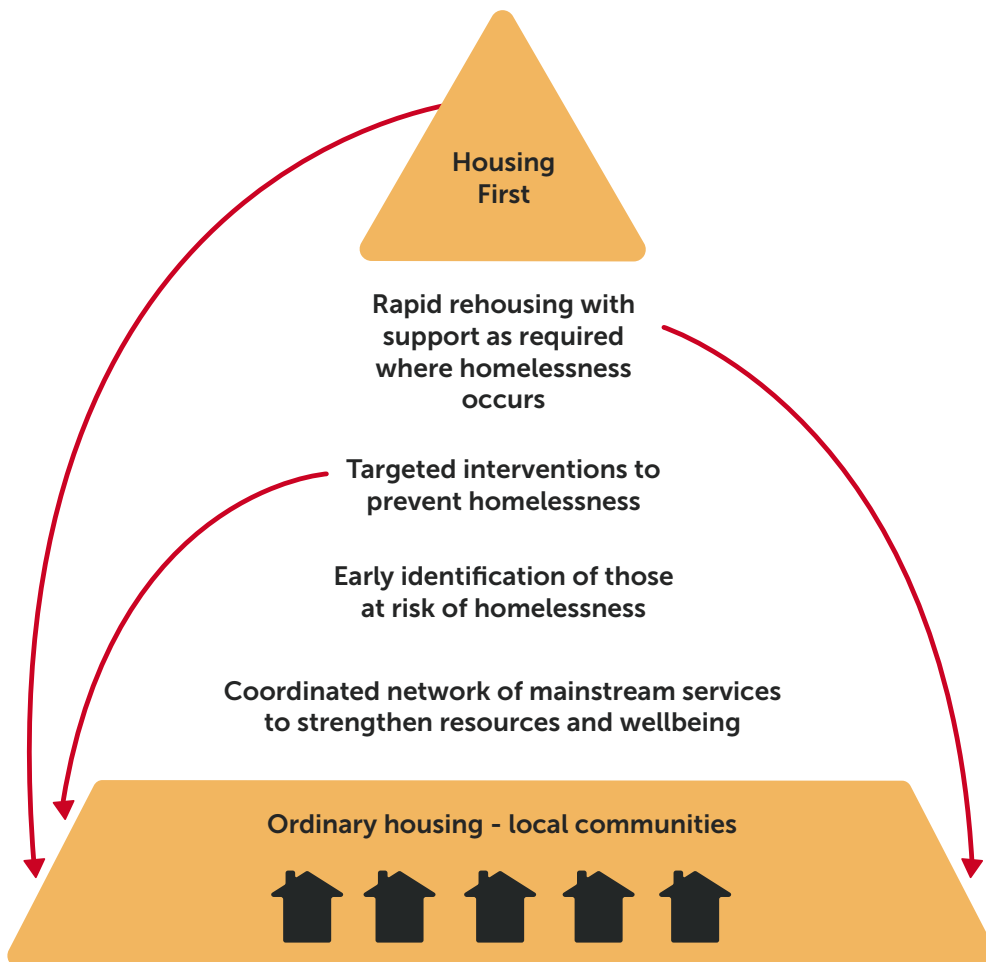 Housing
First
Rapid rehousing with
support as required
where homelessness
occurs
Targeted interventions to
prevent homelessness
Early identification of those
at risk of homelessness
Coordinated network of mainstream services
to strengthen resources and wellbeing
Ordinary housing - local communities